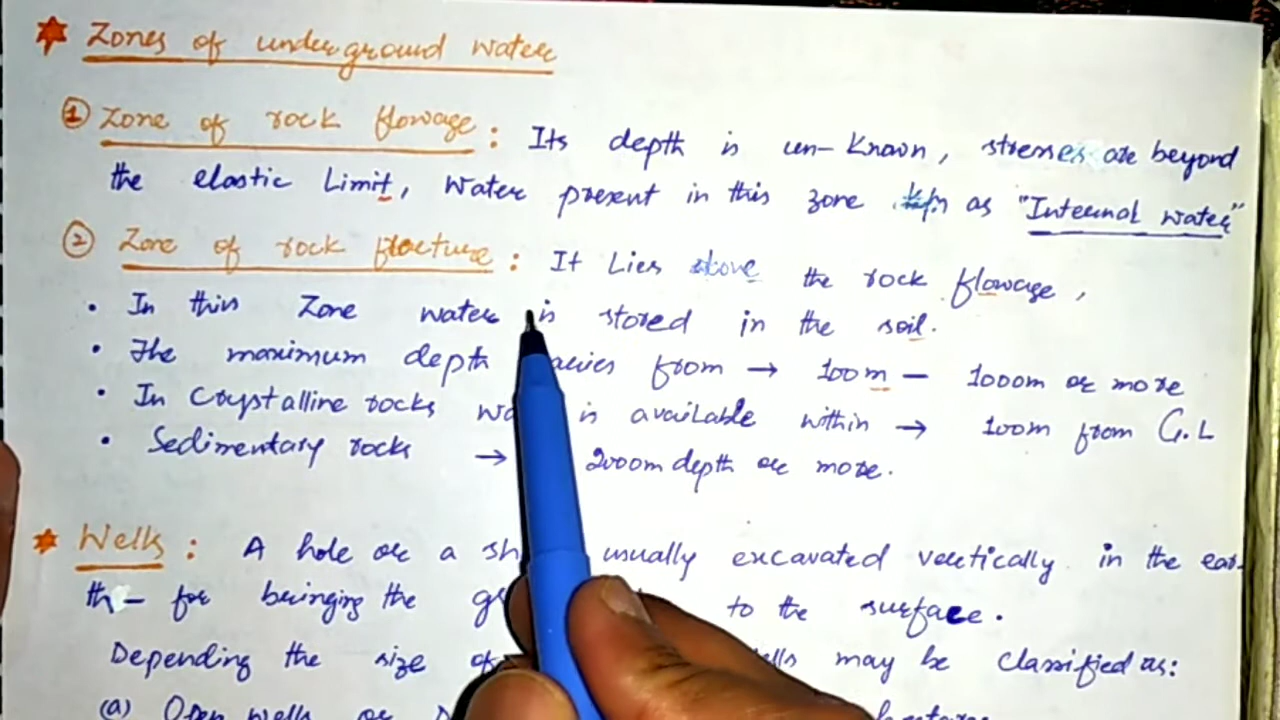 Zones of underground water
① Zone of rock flowage : Its depth is un-known, stresses are beyond
the elastic Limit, water present in this zone as "Internal water"
② Zone of rock fracture : It Lies above the rock flowage,
• In this Zone water is stored in the soil.
• The maximum depth varies from → 100m - 1000m or more
• In Crystalline rocks is available within → 100m from G.L
• Sedimentary rocks → 2000m depth or more.
Wells : A hole or a usually excavated vertically in the ear-
th - for bringing the to the surface.
Depending the size of may be classified as:
(a) Open wells or